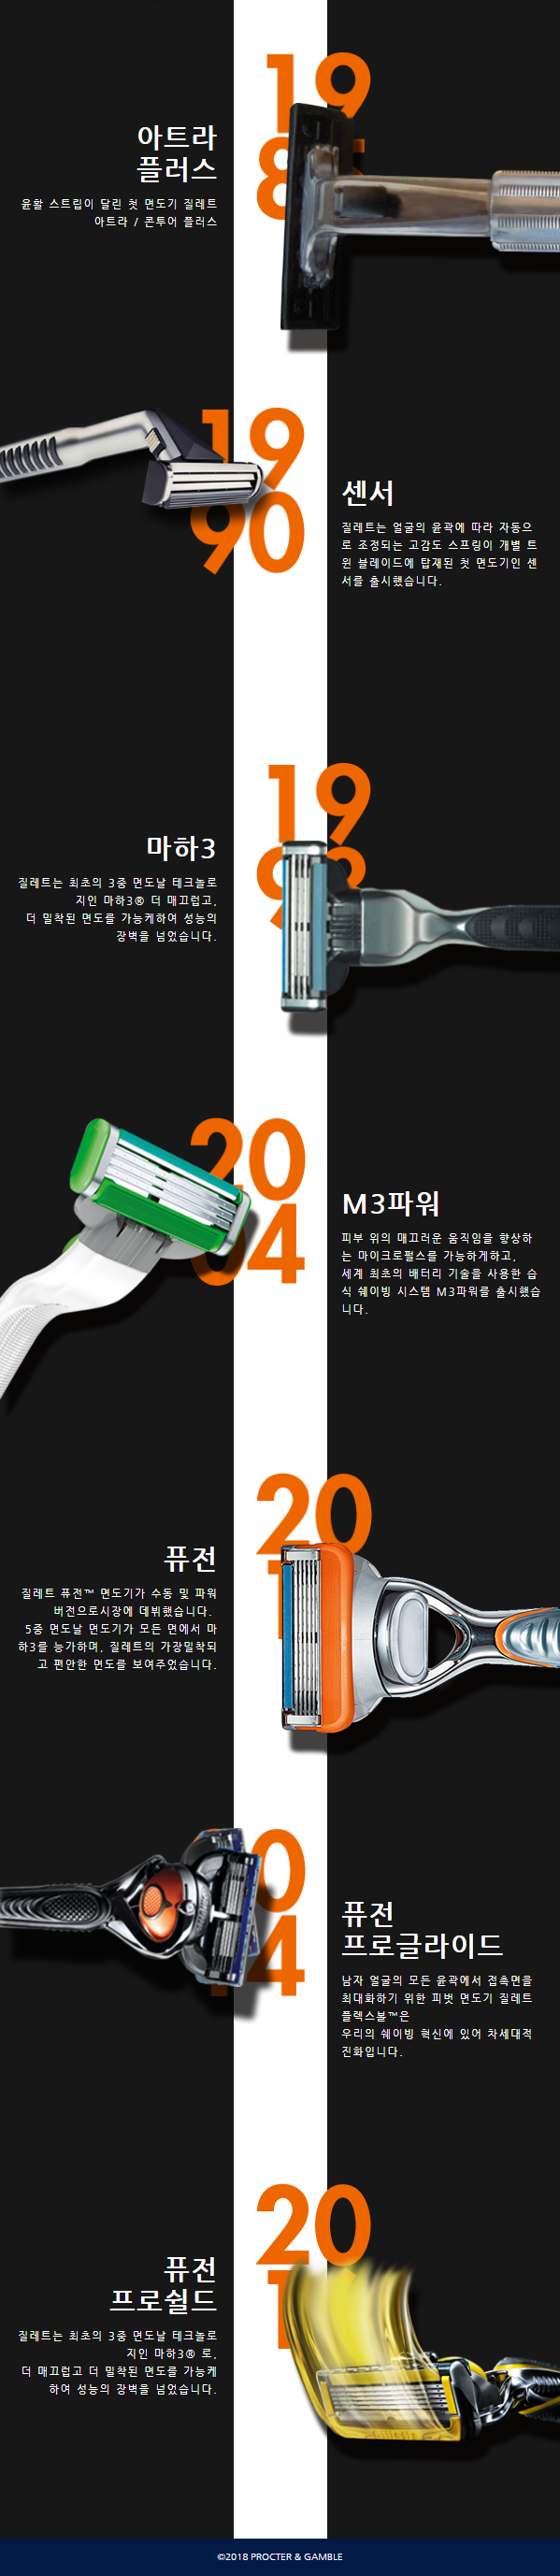 19
8
아트라
플러스
윤활 스트립이 달린 첫 면도기 질레트
아트라 / 콘투어 플러스
19
90
센서
질레트는 얼굴의 윤곽에 따라 자동으
로 조정되는 고감도 스프링이 개별 트
윈 블레이드에 탑재된 첫 면도기인 센
서를 출시했습니다.
19
98
마하3
질레트는 최초의 3중 면도날 테크놀로
지인 마하3® 더 매끄럽고,
더 밀착된 면도를 가능케하여 성능의
장벽을 넘었습니다.
20
04
M3파워
피부 위의 매끄러운 움직임을 향상하
는 마이크로펄스를 가능하게하고,
세계 최초의 배터리 기술을 사용한 습
식 쉐이빙 시스템 M3파워를 출시했습
니다.
20
1
퓨전
질레트 퓨전™ 면도기가 수동 및 파워
버전으로시장에 데뷔했습니다.
5중 면도날 면도기가 모든 면에서 마
하3를 능가하며, 질레트의 가장밀착되
고 편안한 면도를 보여주었습니다.
0
14
퓨전
프로글라이드
남자 얼굴의 모든 윤곽에서 접촉면을
최대화하기 위한 피벗 면도기 질레트
플렉스볼™은
우리의 쉐이빙 혁신에 있어 차세대적
진화입니다.
20
1
퓨전
프로쉴드
질레트는 최초의 3중 면도날 테크놀로
지인 마하3® 로,
더 매끄럽고 더 밀착된 면도를 가능케
하여 성능의 장벽을 넘었습니다.
©2018 PROCTER & GAMBLE